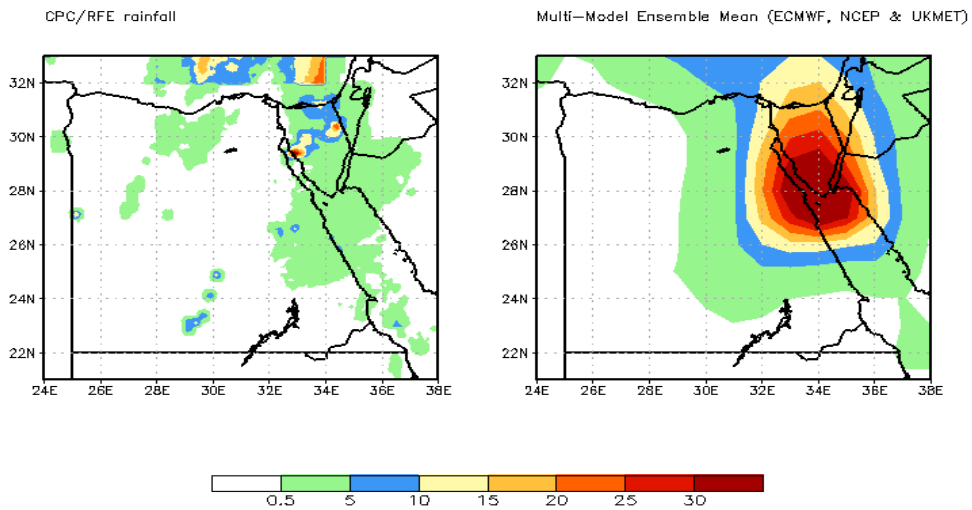 CPC/RFE rainfall
Multi-Model Ensemble Mean (ECMWF, NCEP & UKMET)
32N
30N
28N
26N
24N
22N
24E 26E 28E 30E 32E 34E 36E 38E
32N
30N
28N
26N
24N
22N
24E 26E 28E 30E 32E 34E 36E 38E
0.5 5 10 15 20 25 30